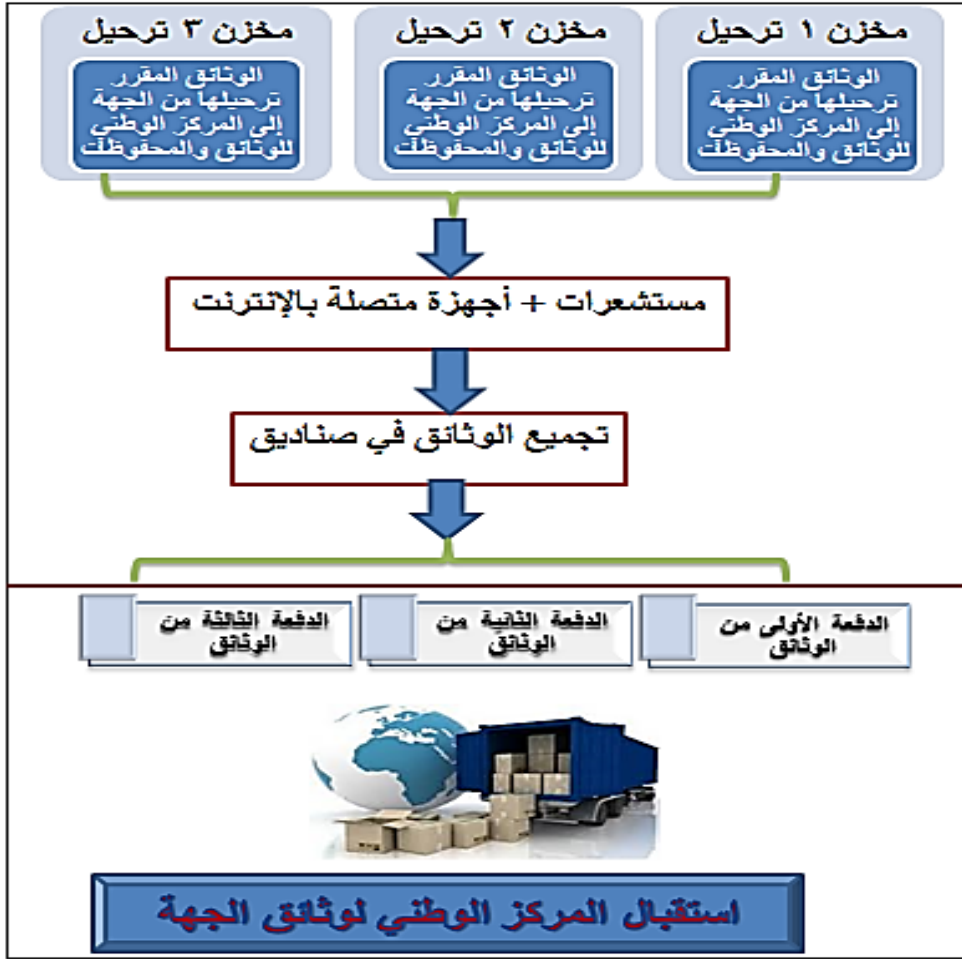 مخزن ١ ترحيل
الوثائق المقرر
ترحيلها من الجهة
إلى المركز الوطني
للوثائق والمحفوظات
مخزن ٢ ترحيل
الوثائق المقرر
ترحيلها من الجهة
إلى المركز الوطني
للوثائق والمحفوظات
مخزن ٣ ترحيل
الوثائق المقرر
ترحيلها من الجهة
إلى المركز الوطني
للوثائق والمحفوظات
مستشعرات + أجهزة متصلة بالإنترنت
تجميع الوثائق في صناديق
الدفعة الأولى من
الوثائق
الدفعة الثانية من
الوثائق
الدفعة الثالثة من
الوثائق
استقبال المركز الوطني لوثائق الجهة